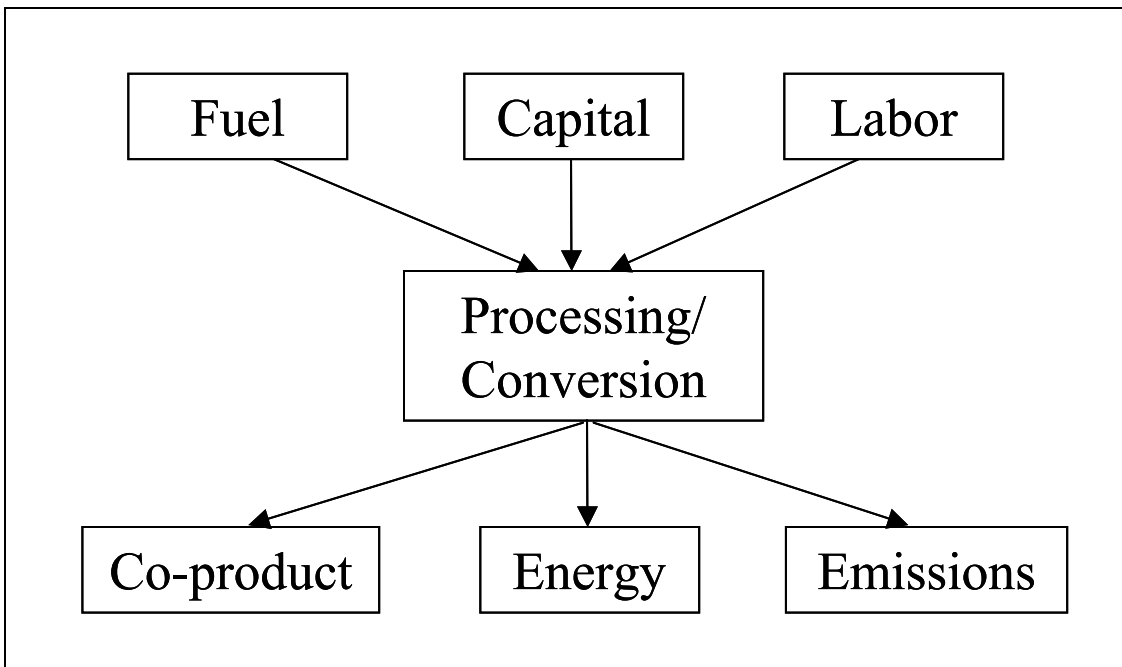 Fuel
Capital
Labor
Processing/
Conversion
Co-product
Energy
Emissions